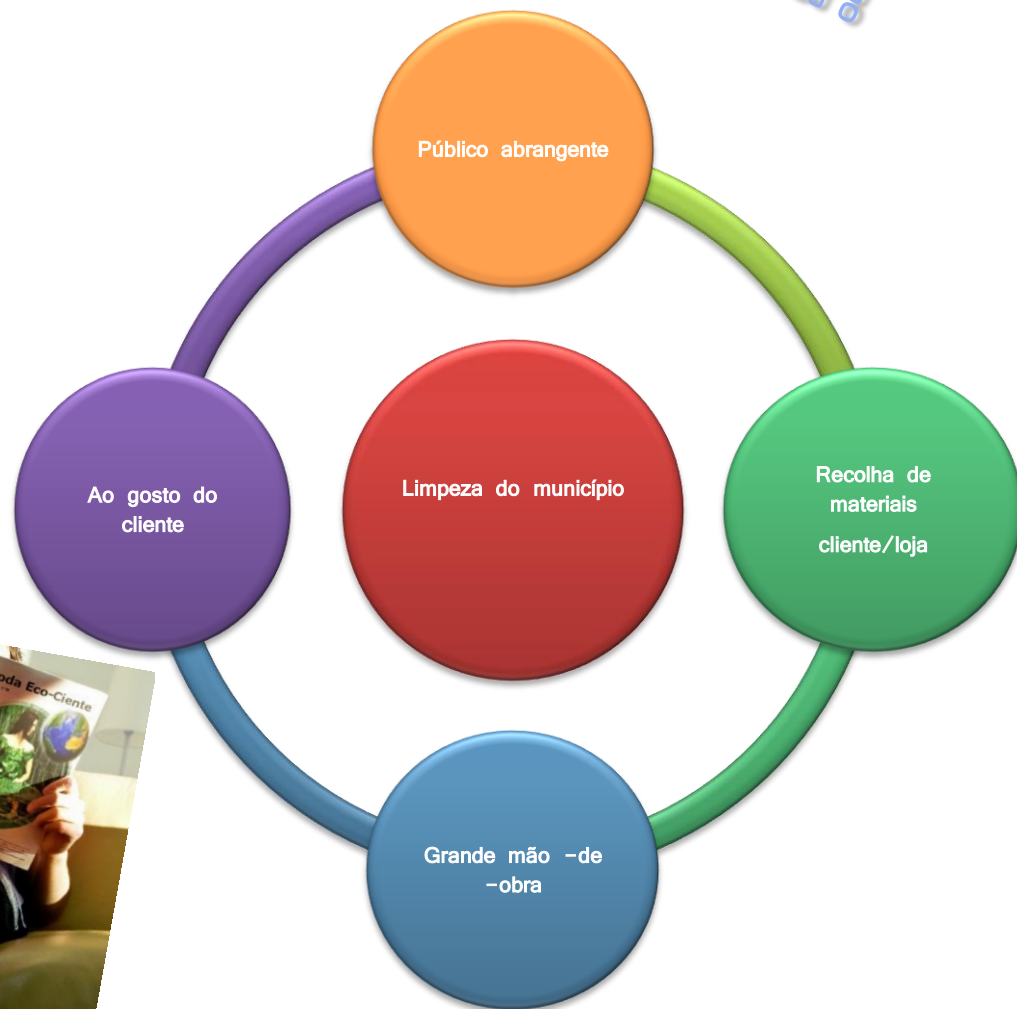 Público abrangente
Ao gosto do
cliente
Limpeza do município
Recolha de
materiais
cliente/loja
Grande mão -de
-obra
Eco-Ciente